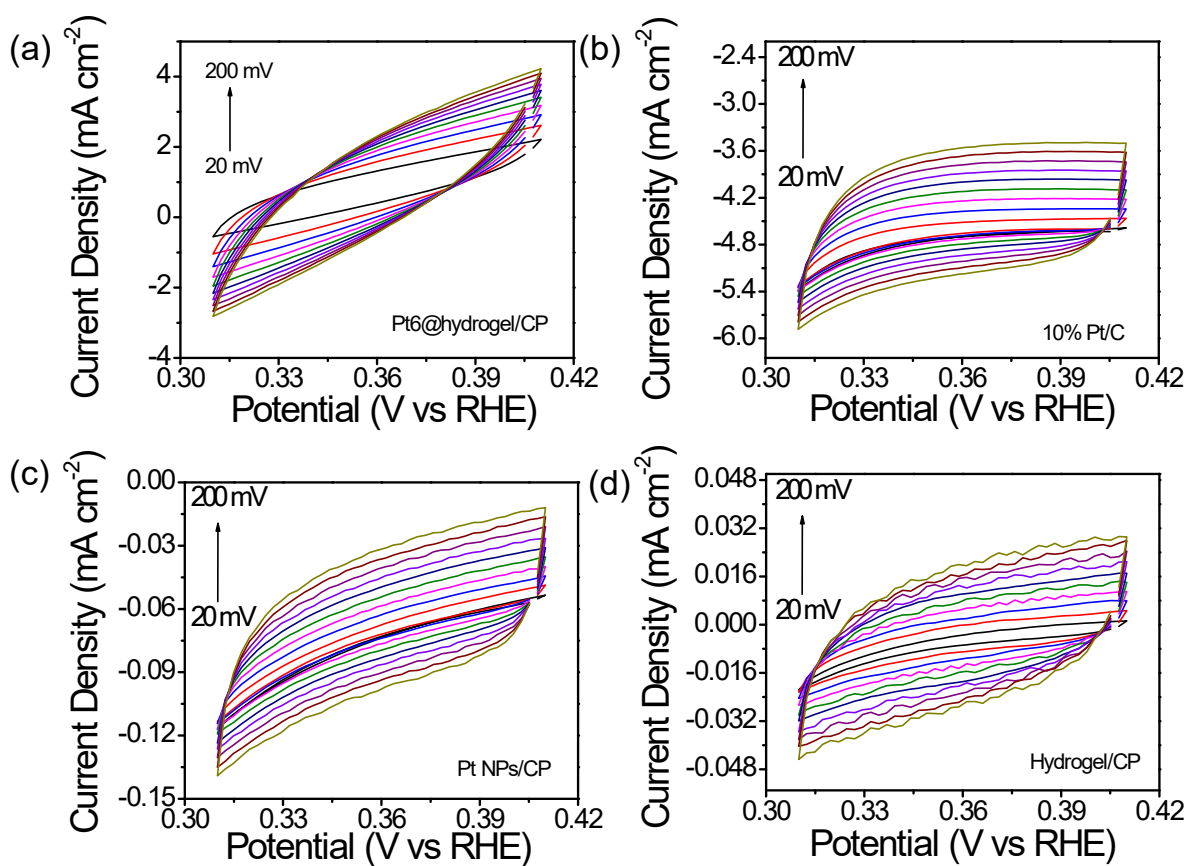 (a)
Current Density (mA cm-2)
4
2
0
-2
-4
200 mV
20 mV
Pt6@hydrogel/CP
0.30 0.33 0.36 0.39 0.42
Potential (V vs RHE)
(b)
Current Density (mA cm-2)
-2.4
-3.0
-3.6
-4.2
-4.8
-5.4
-6.0
200 mV
20 mV
10% Pt/C
0.30 0.33 0.36 0.39 0.42
Potential (V vs RHE)
(c)
Current Density (mA cm-2)
0.00
-0.03
-0.06
-0.09
-0.12
-0.15
200 mV
20 mV
Pt NPs/CP
0.30 0.33 0.36 0.39 0.42
Potential (V vs RHE)
(d)
Current Density (mA cm-2)
0.048
0.032
0.016
0.000
-0.016
-0.032
-0.048
200 mV
20 mV
Hydrogel/CP
0.30 0.33 0.36 0.39 0.42
Potential (V vs RHE)